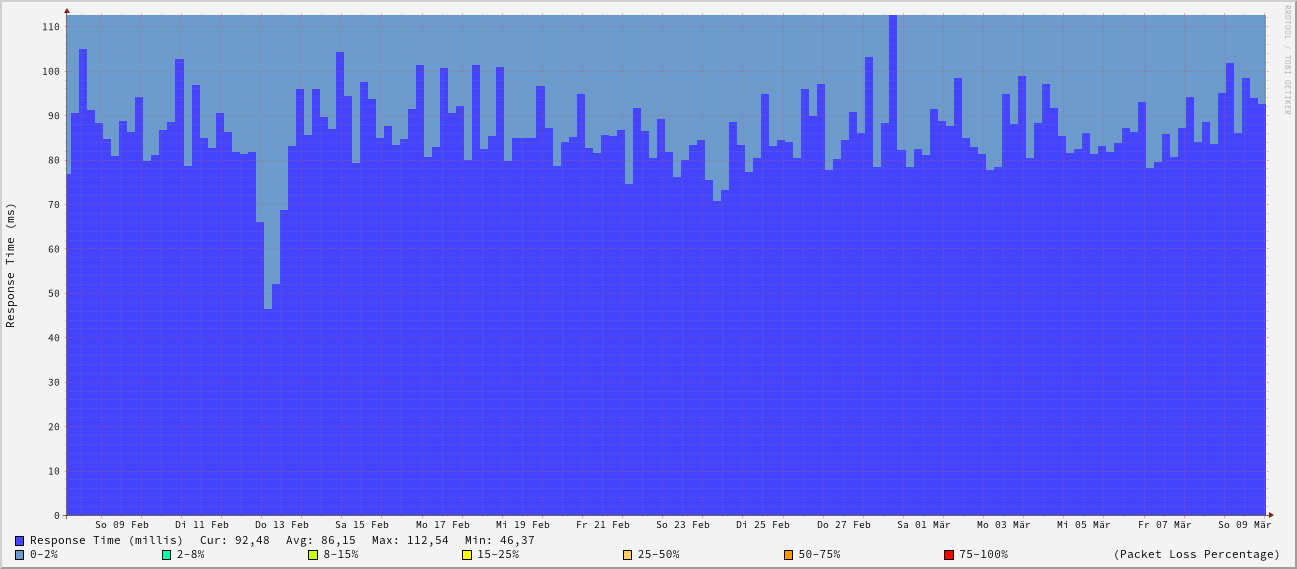 RRDTOOL / TOBI OETIKER
Response Time (ms)
110
100
90
80
70
60
50
40
30
20
10
0
So 09 Feb Di 11 Feb Do 13 Feb Sa 15 Feb Mo 17 Feb Mi 19 Feb Fr 21 Feb So 23 Feb Di 25 Feb Do 27 Feb Sa 01 Mär Mo 03 Mär Mi 05 Mär Fr 07 Mär So 09 Mär
Response Time (millis) Cur: 92,48 Avg: 86,15 Max: 112,54 Min: 46,37
0-2% 2-8% 8-15% 15-25% 25-50% 50-75% 75-100% (Packet Loss Percentage)